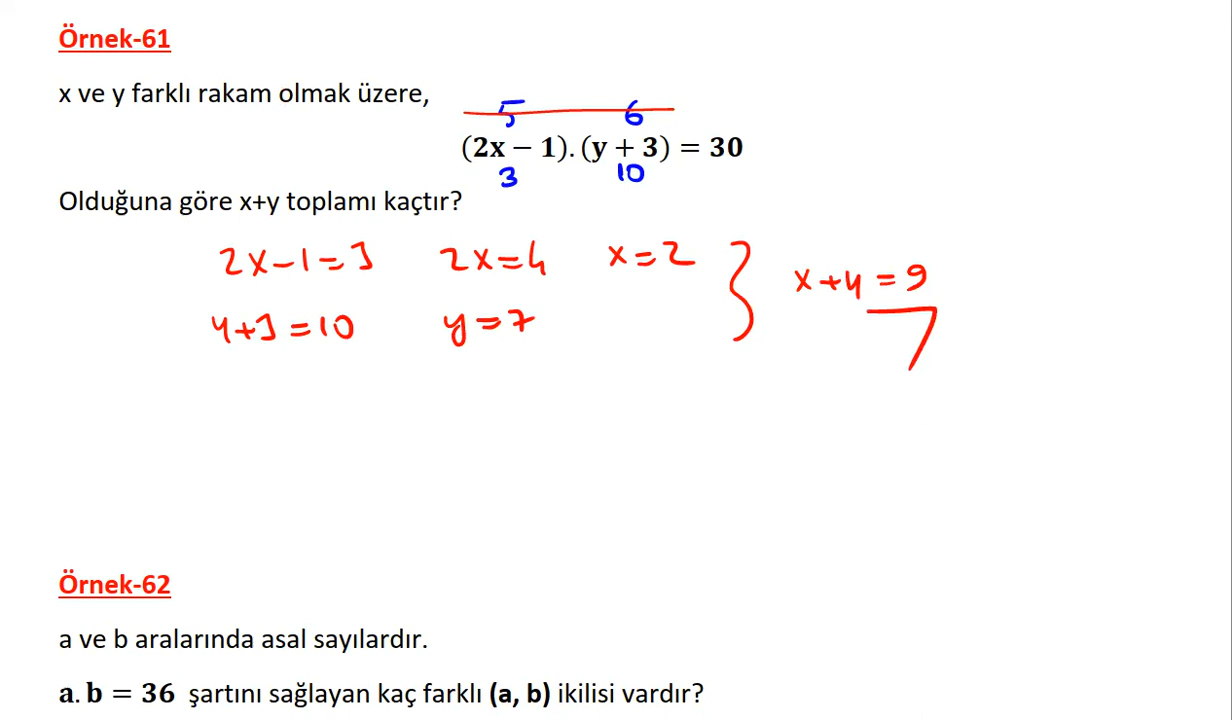 Örnek-61
x ve y farklı rakam olmak üzere,
5 6
(2x − 1). (y + 3) = 30
3 10
Olduğuna göre x+y toplamı kaçtır?
2x-1=3 2x=4 x=2
y+3=10 y=7
x+y=9
Örnek-62
a ve b aralarında asal sayılardır.
a. b = 36 şartını sağlayan kaç farklı (a, b) ikilisi vardır?